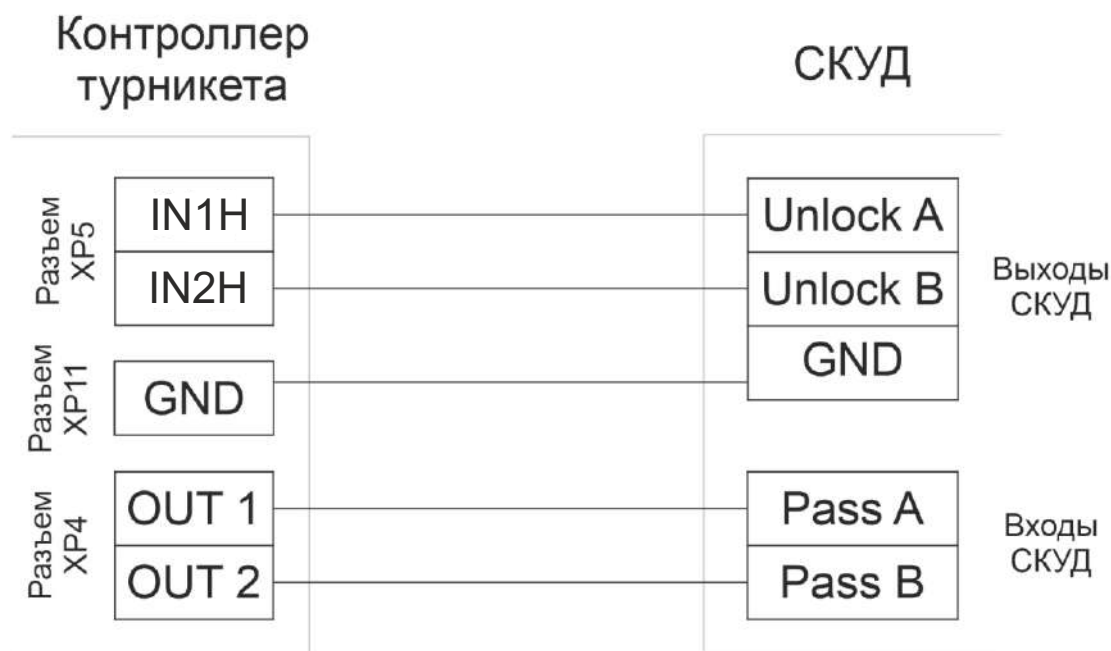 Контроллер
турникета
СКУД
Разъем
XP5
IN1H
IN2H
Unlock A
Unlock B
GND
Выходы
СКУД
Разъем
XP11
GND
Разъем
XP4
OUT 1
OUT 2
Pass A
Pass B
Входы
СКУД